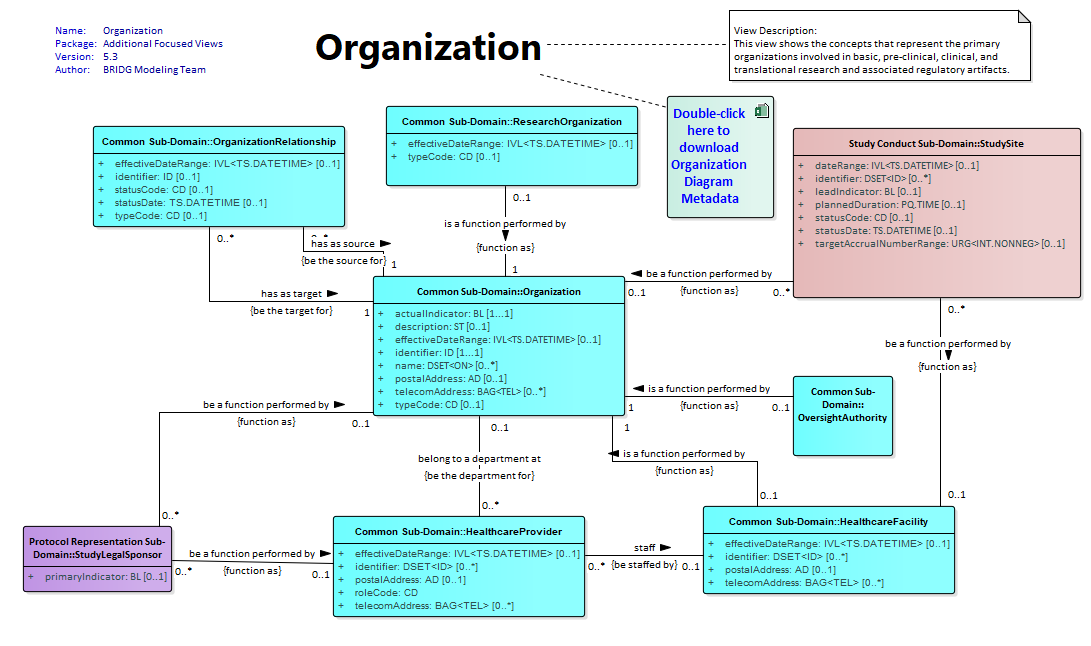 Name: Organization
Package: Additional Focused Views
Version: 5.3
Author: BRIDG Modeling Team
Organization
View Description:
This view shows the concepts that represent the primary
organizations involved in basic, pre-clinical, clinical, and
translational research and associated regulatory artifacts.
Double-click
here to
download
Organization
Diagram
Metadata
Common Sub-Domain::OrganizationRelationship
+ effectiveDateRange: IVL<TS.DATETIME> [0..1]
+ identifier: ID [0..1]
+ statusCode: CD [0..1]
+ statusDate: TS.DATETIME [0..1]
+ typeCode: CD [0..1]
Common Sub-Domain::ResearchOrganization
+ effectiveDateRange: IVL<TS.DATETIME> [0..1]
+ typeCode: CD [0..1]
Study Conduct Sub-Domain::StudySite
+ dateRange: IVL<TS.DATETIME> [0..1]
+ identifier: DSET<ID> [0..*]
+ leadIndicator: BL [0..1]
+ plannedDuration: PQ.TIME [0..1]
+ statusCode: CD [0..1]
+ statusDate: TS.DATETIME [0..1]
+ targetAccrualNumberRange: URG<INT.NONNEG> [0..1]
0..1
is a function performed by
{function as}
1
0..*
0..*
has as source
{be the source for}
1
has as target
{be the target for}
1
be a function performed by
{function as}
0..1
0..*
Common Sub-Domain::Organization
+ actualIndicator: BL [1...1]
+ description: ST [0..1]
+ effectiveDateRange: IVL<TS.DATETIME> [0..1]
+ identifier: ID [1...1]
+ name: DSET<ON> [0..*]
+ postalAddress: AD [0..1]
+ telecomAddress: BAG<TEL> [0..*]
+ typeCode: CD [0..1]
0..*
be a function performed by
{function as}
0..1
is a function performed by
{function as}
1
0..1
Common Sub-
Domain::
OversightAuthority
be a function performed by
{function as}
0..1
0..*
0..1
belong to a department at
{be the department for}
0..*
1
is a function performed by
{function as}
0..1
Protocol Representation Sub-
Domain::StudyLegalSponsor
+ primaryIndicator: BL [0..1]
be a function performed by
{function as}
0..*
0..1
Common Sub-Domain::HealthcareProvider
+ effectiveDateRange: IVL<TS.DATETIME> [0..1]
+ identifier: DSET<ID> [0..*]
+ postalAddress: AD [0..1]
+ roleCode: CD
+ telecomAddress: BAG<TEL> [0..*]
staff
0..* {be staffed by} 0..1
Common Sub-Domain::HealthcareFacility
+ effectiveDateRange: IVL<TS.DATETIME> [0..1]
+ identifier: DSET<ID> [0..*]
+ postalAddress: AD [0..1]
+ telecomAddress: BAG<TEL> [0..*]